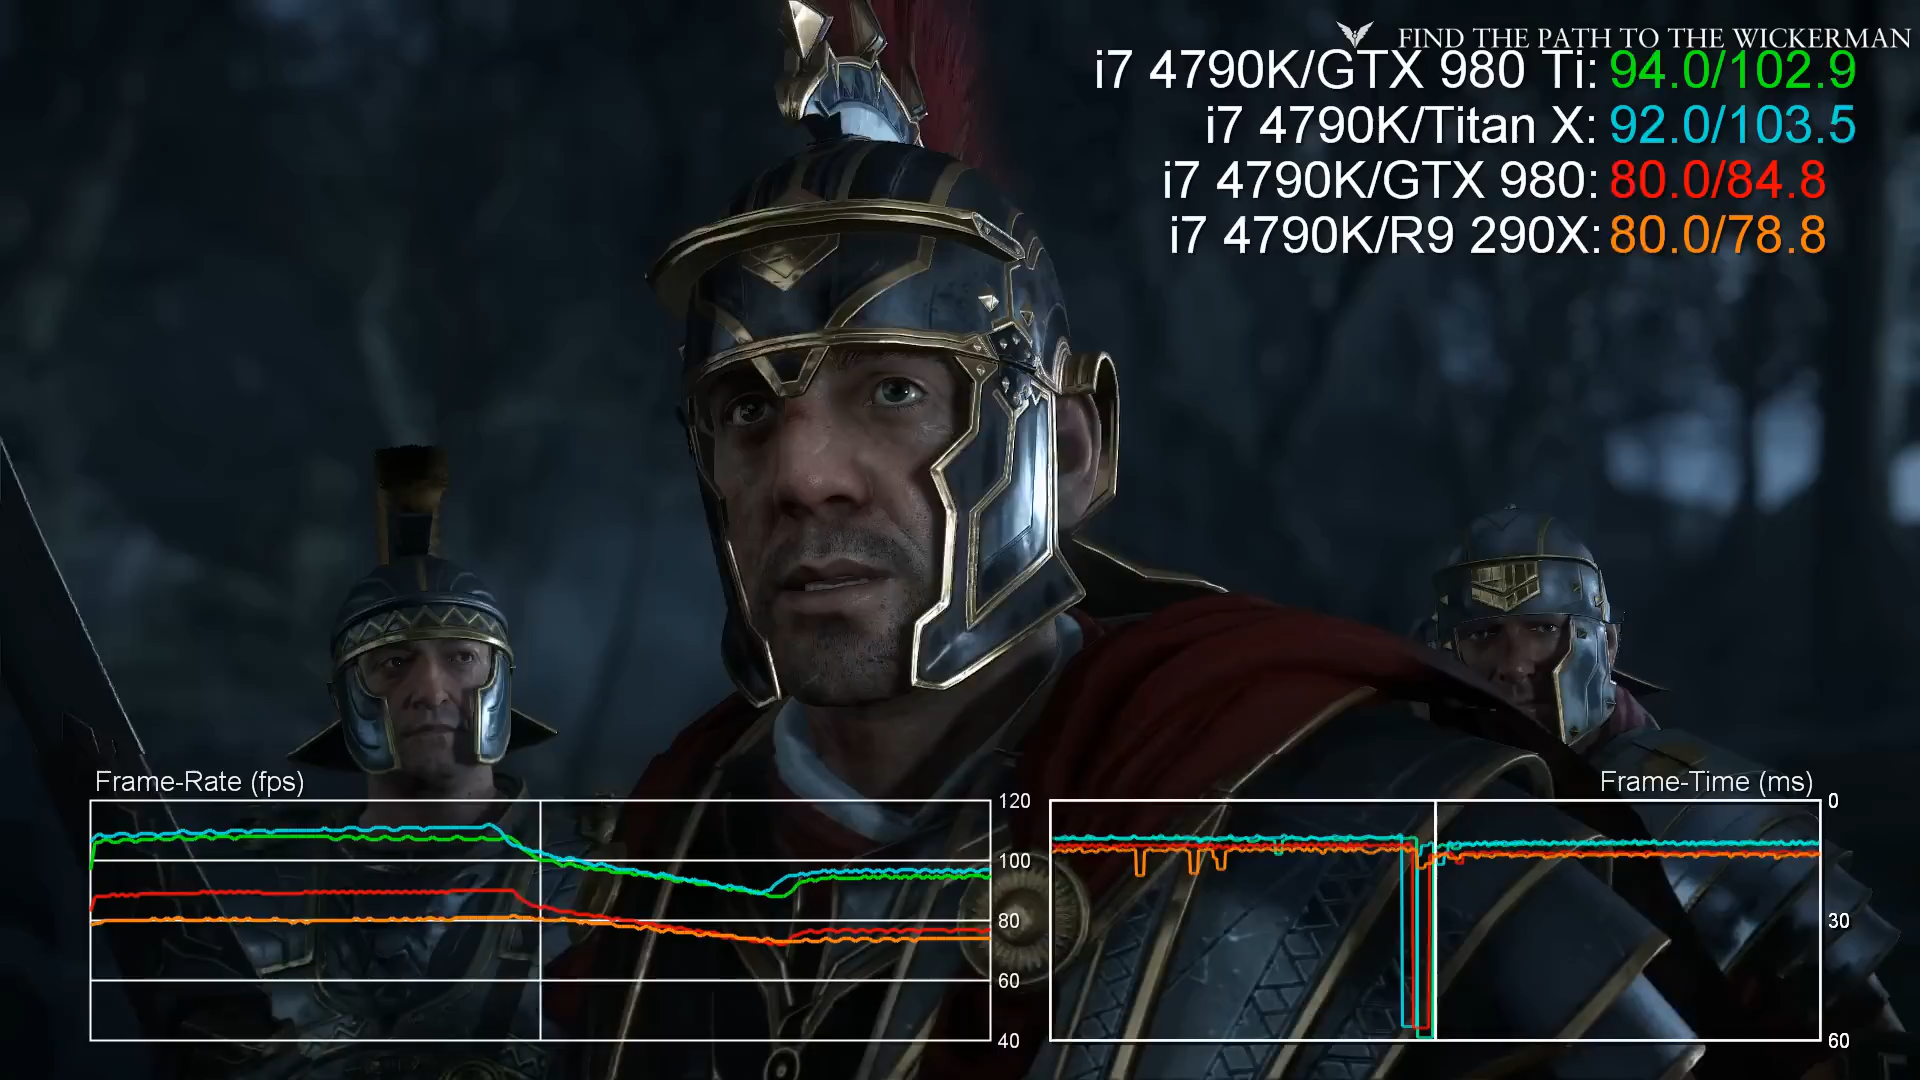 FIND THE PATH TO THE WICKERMAN
i7 4790K/GTX 980 Ti: 94.0/102.9
i7 4790K/Titan X: 92.0/103.5
i7 4790K/GTX 980: 80.0/84.8
i7 4790K/R9 290X: 80.0/78.8
Frame-Rate (fps)
120
100
80
60
40
Frame-Time (ms)
0
30
60